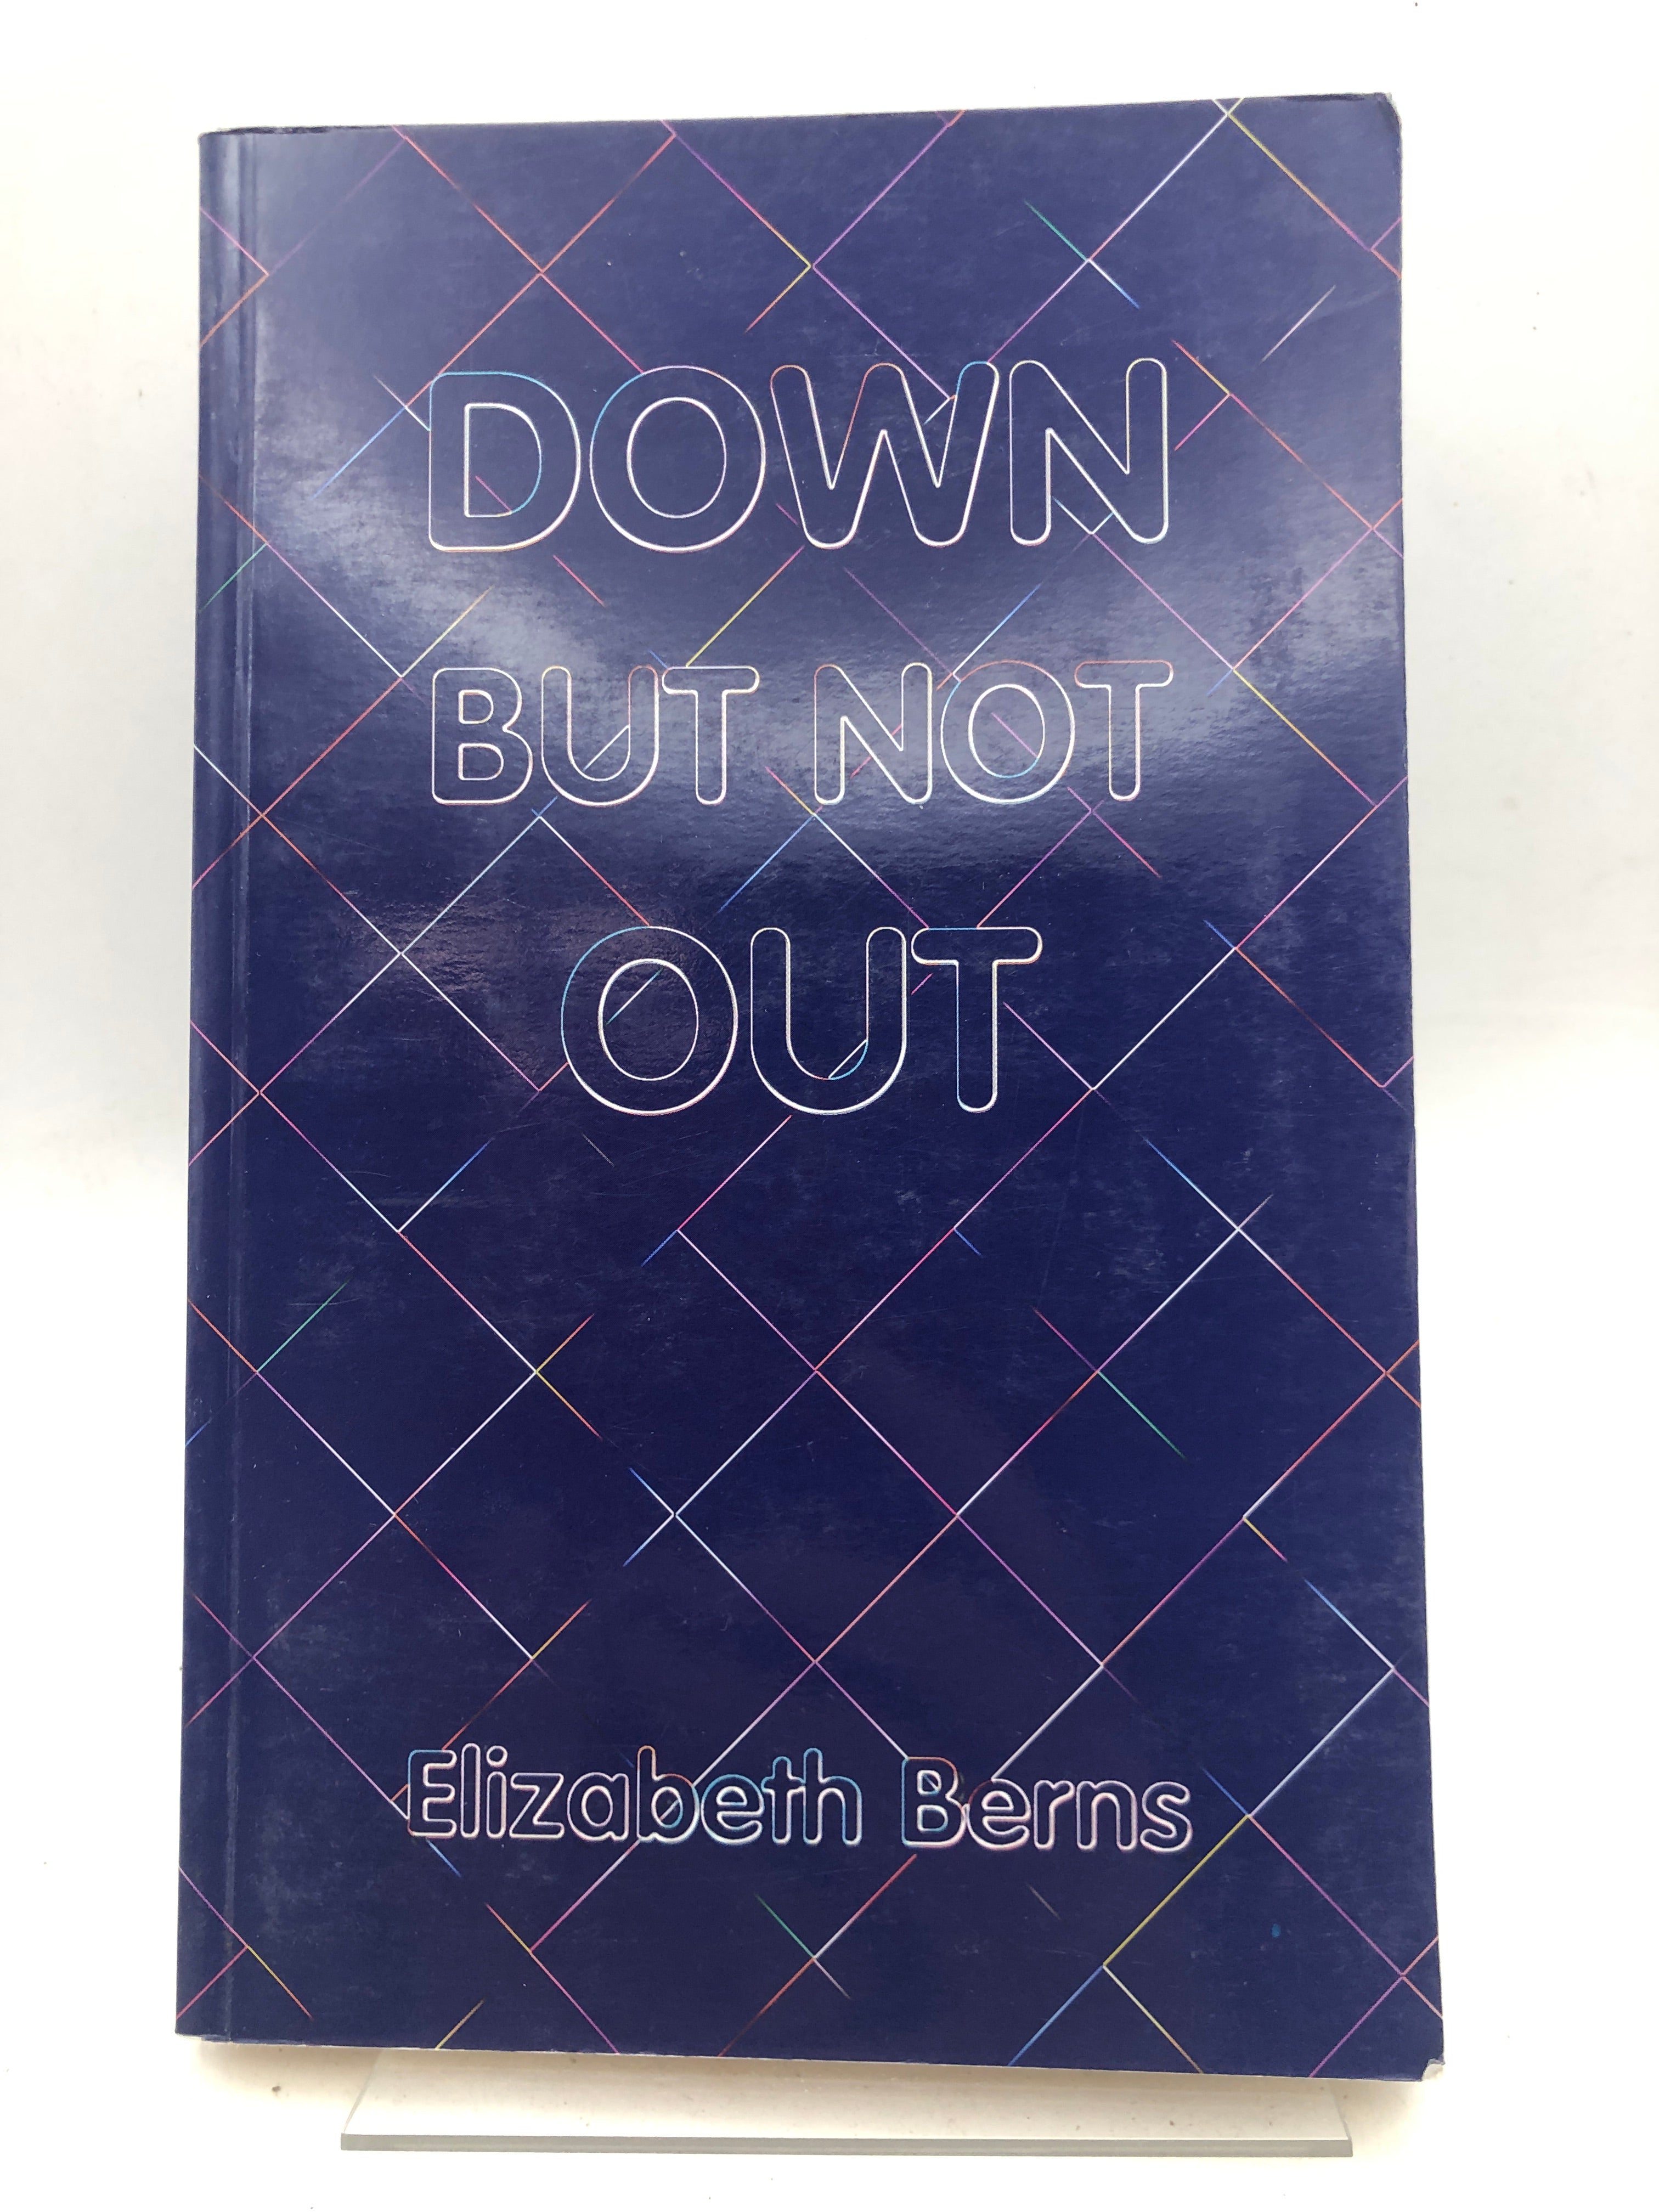 DOWN
BUT NOT
OUT
Elizabeth Berns